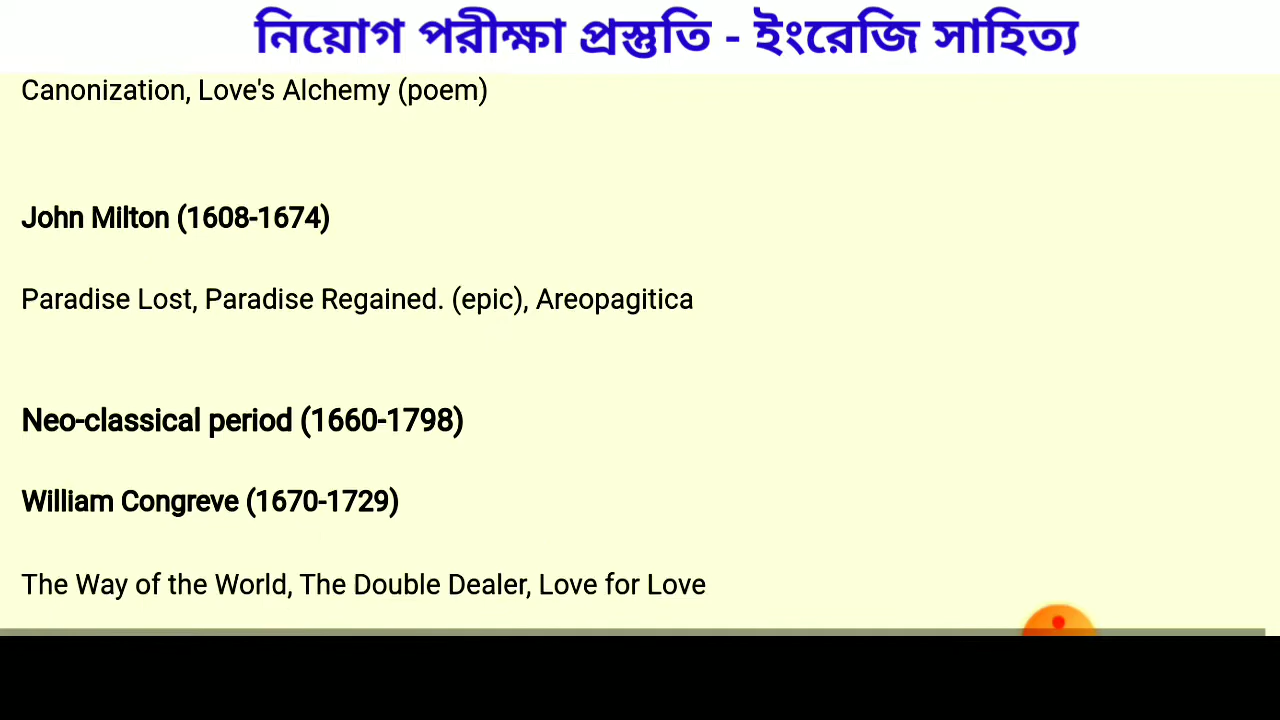 নিয়োগ পরীক্ষা প্রস্তুতি - ইংরেজি সাহিত্য
Canonization, Love's Alchemy (poem)
John Milton (1608-1674)
Paradise Lost, Paradise Regained. (epic), Areopagitica
Neo-classical period (1660-1798)
William Congreve (1670-1729)
The Way of the World, The Double Dealer, Love for Love